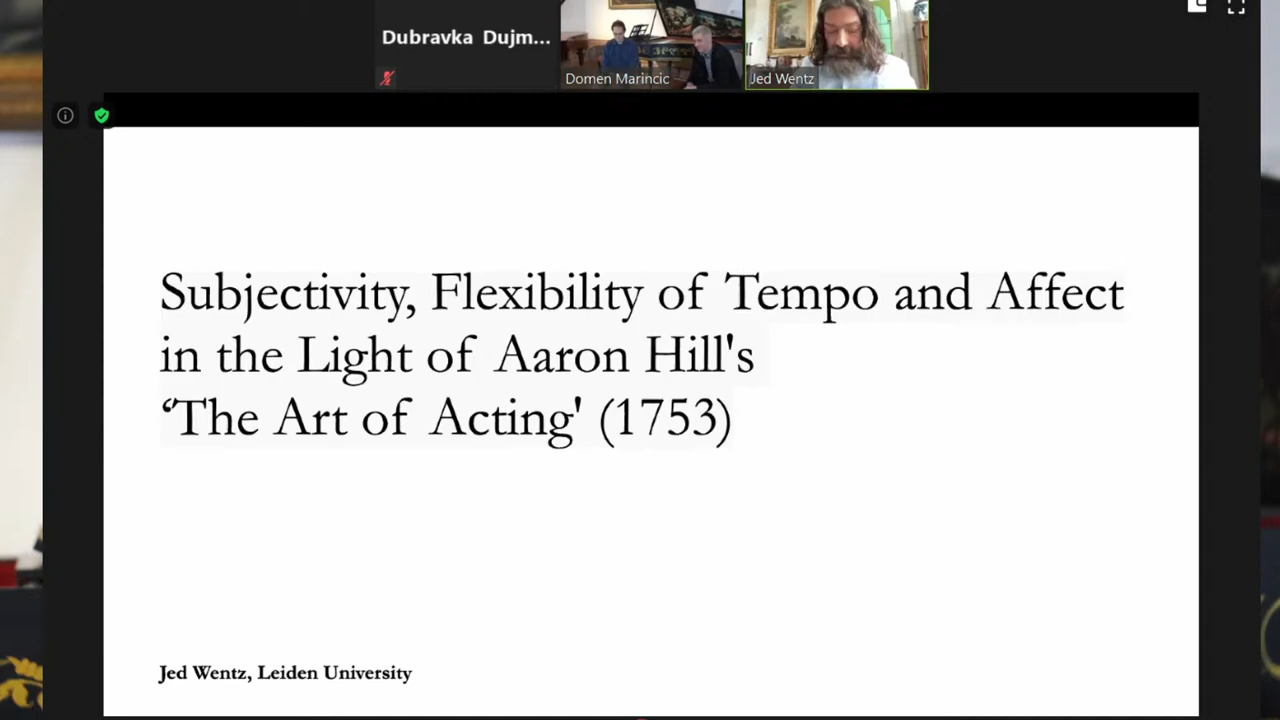 Dubravka Dujm...
Domen Marincic
Jed Wentz
Subjectivity, Flexibility of Tempo and Affect
in the Light of Aaron Hill's
‘The Art of Acting' (1753)
Jed Wentz, Leiden University